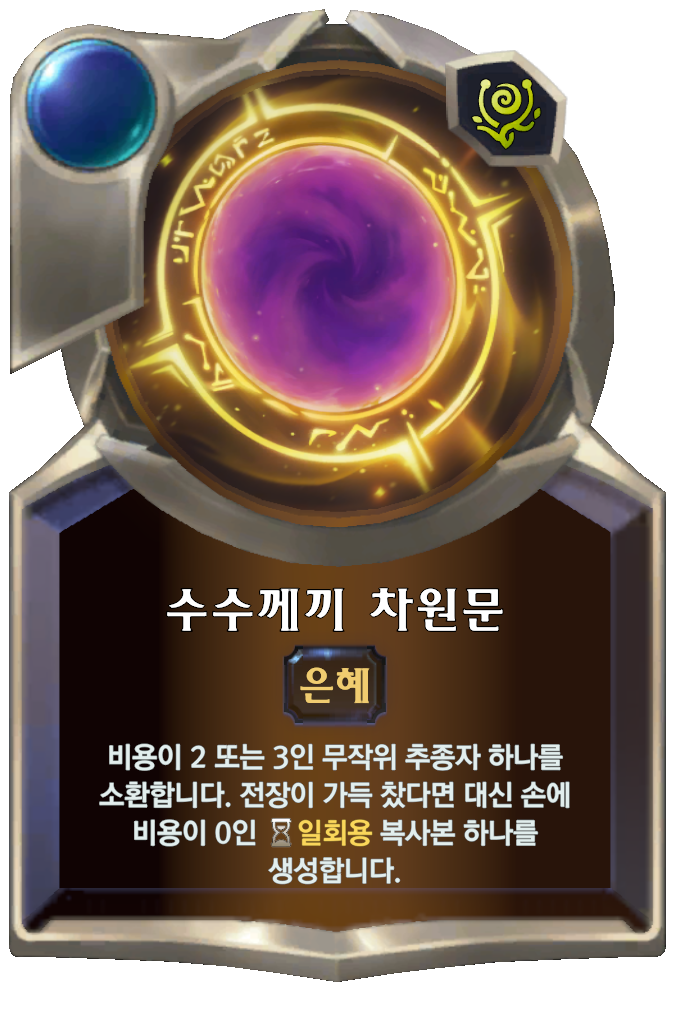 수수께끼 차원문
은혜
비용이 2 또는 3인 무작위 추종자 하나를
소환합니다. 전장이 가득 찼다면 대신 손에
비용이 0인 일회용 복사본 하나를
생성합니다.